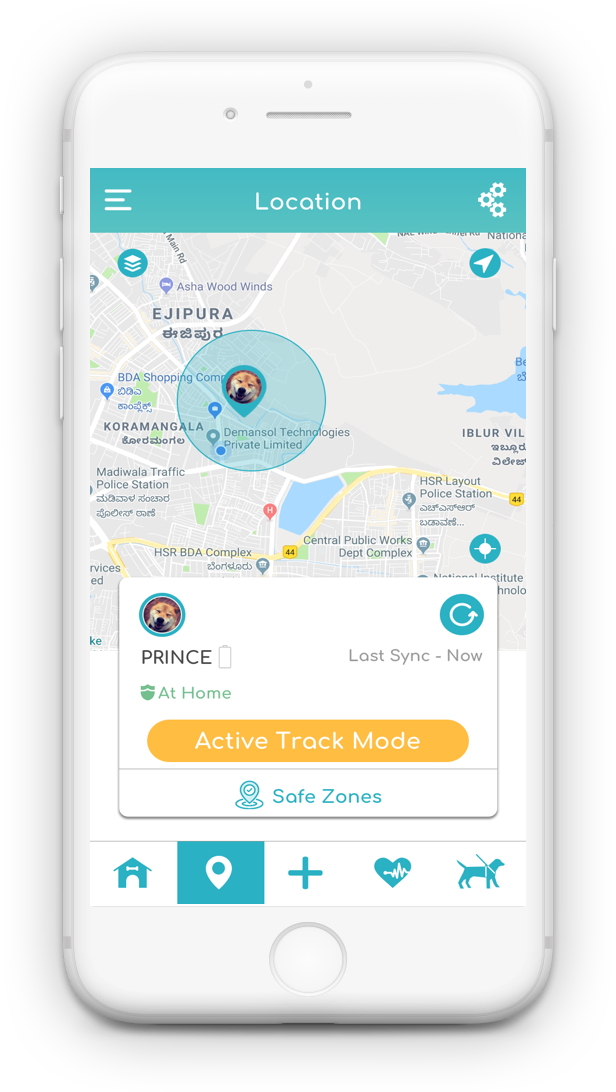 Location
Main Rd
Nationa
Asha Wood Winds
EJIPURA
ಈಜಿಪುರ
BDA Shopping Comp
ಬಿಡಿಎ
ಕಾಂಪ್ಲೆಕ್ಸ್
Be
KORAMANGALA
ಕೋರಮಂಗಲ
Demansol Technologies
Private Limited
IBLUR VIL
ಇಬ್ಬಲೂರು
ವಿಲೇಜ್
Madiwala Traffic
Police Station
ಮಡಿವಾಳ ಸಂಚಾರ
ಪೊಲೀಸ್ ಠಾಣೆ
HSR Layout
Police Station
ಎಚ್ಎಸ್ಆರ್
ಬಡಾವಣೆ...
44
Central Public Works
Dept Complex
H
HSR BDA Complex
ಬೆಂಗಳೂರು
44
rvices
ed
National Institute
hnolo
ke
PRINCE
Last Sync - Now
At Home
Active Track Mode
Safe Zones